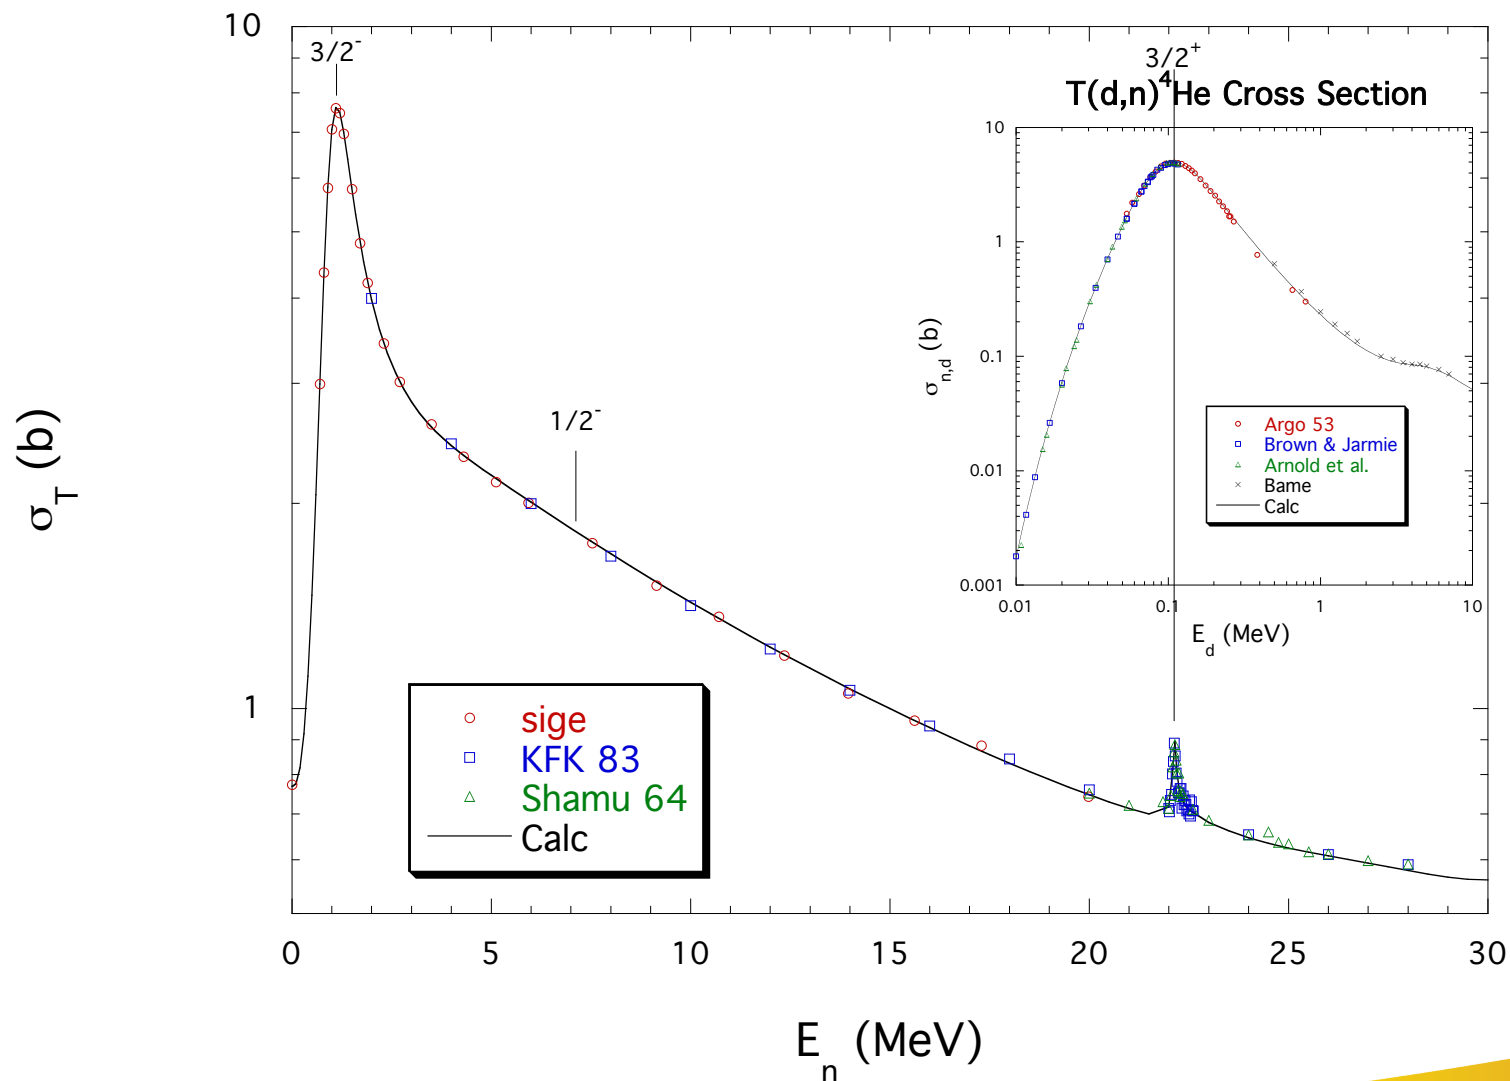 10
3/2-
3/2+
T(d,n)4He Cross Section
10
1
0.1
0.01
0.001
σn,d (b)
Argo 53
Brown & Jarmie
Arnold et al.
Bame
Calc
0.01 0.1 1 10
Ed (MeV)
1/2-
σT (b)
1
sige
KFK 83
Shamu 64
Calc
0 5 10 15 20 25 30
En (MeV)